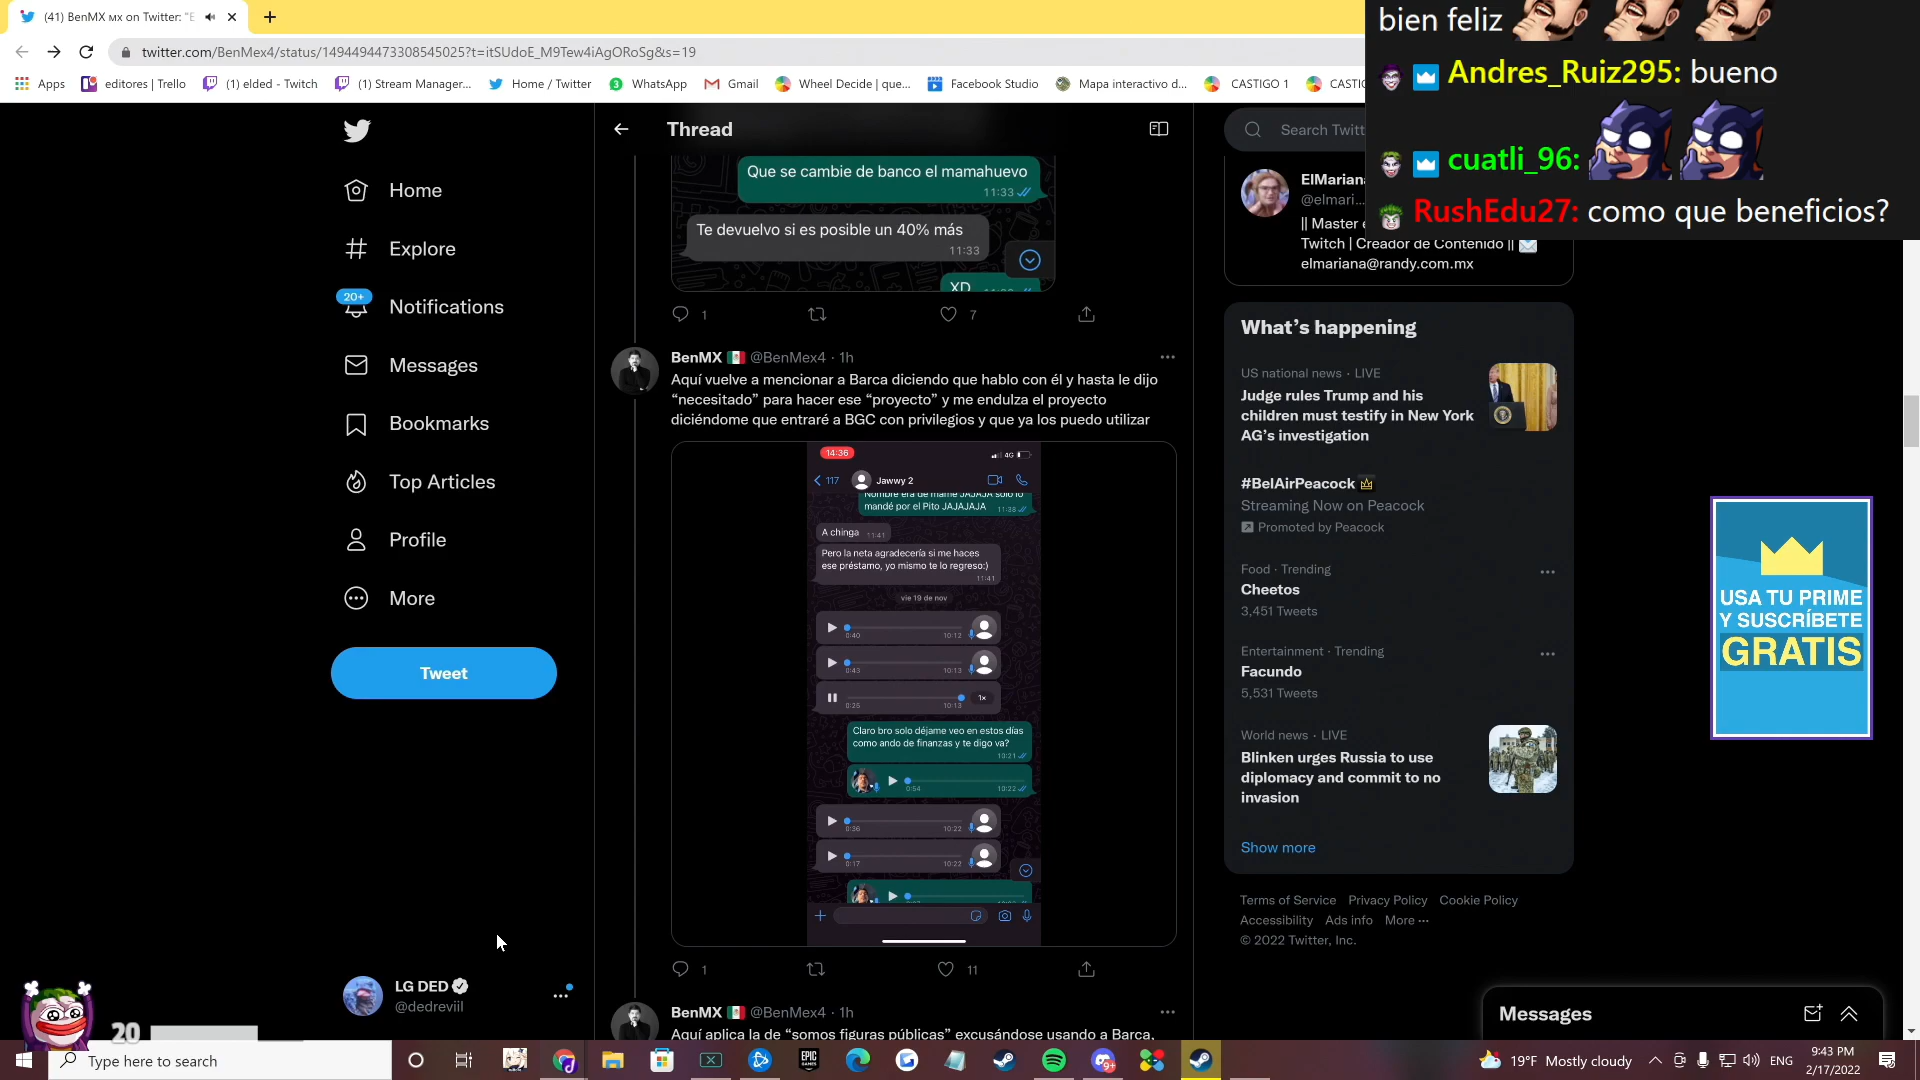 (41) BenMX мx on Twitter: "E
twitter.com/BenMex4/status/1494494473308545025?t=itSUdoE_M9Tew4iAgORoSg&s=19
Apps
editores | Trello
(1) elded - Twitch
(1) Stream Manager...
Home / Twitter
WhatsApp
Gmail
Wheel Decide | que...
Facebook Studio
Mapa interactivo d...
CASTIGO 1
bien feliz
Andres_Ruiz295: bueno
cuatli_96:
RushEdu27: como que beneficios?
Home
Explore
20+
Notifications
Messages
Bookmarks
Top Articles
Profile
More
Tweet
LG DED
@dedreviil
20
Thread
Que se cambie de banco el mamahuevo
11:33
Te devuelvo si es posible un 40% más
11:33
XD
1
7
BenMX @BenMex4 · 1h
Aquí vuelve a mencionar a Barca diciendo que hablo con él y hasta le dijo
“necesitado” para hacer ese “proyecto” y me endulza el proyecto
diciéndome que entraré a BGC con privilegios y que ya los puedo utilizar
14:36
4G
117
Jawwy 2
Nombre era de mame JAJAJA solo lo
mandé por el Pito JAJAJAJA
11:38
A chinga
11:41
Pero la neta agradecería si me haces
ese préstamo, yo mismo te lo regreso:)
11:41
vie 19 de nov
0:40
10:12
0:43
10:13
0:25
10:13
1×
Claro bro solo déjame veo en estos días
como ando de finanzas y te digo va?
10:21
0:54
10:22
0:36
10:22
0:17
10:22
1
11
BenMX @BenMex4 · 1h
Aquí aplica la de “somos figuras públicas” excusándose usando a Barca,
Search Twitt
ElMariana
@elmari...
|| Master
Twitch | Creador de Contenido ||
elmariana@randy.com.mx
What’s happening
US national news · LIVE
Judge rules Trump and his
children must testify in New York
AG’s investigation
#BelAirPeacock
Streaming Now on Peacock
Promoted by Peacock
Food · Trending
Cheetos
3,451 Tweets
Entertainment · Trending
Facundo
5,531 Tweets
World news · LIVE
Blinken urges Russia to use
diplomacy and commit to no
invasion
Show more
Terms of Service Privacy Policy Cookie Policy
Accessibility Ads info More ···
© 2022 Twitter, Inc.
USA TU PRIME
Y SUSCRÍBETE
GRATIS
Messages
Type here to search
EPIC
GAMES
9+
19°F Mostly cloudy
ENG
9:43 PM
2/17/2022